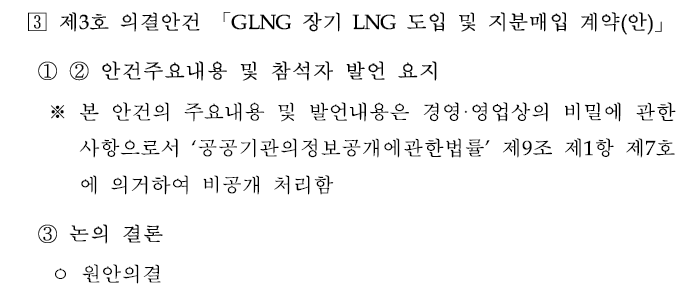 3 제3호 의결안건 「GLNG 장기 LNG 도입 및 지분매입 계약(안)」
① ② 안건주요내용 및 참석자 발언 요지
※ 본 안건의 주요내용 및 발언내용은 경영·영업상의 비밀에 관한
사항으로서 ‘공공기관의정보공개에관한법률’ 제9조 제1항 제7호
에 의거하여 비공개 처리함
③ 논의 결론
ㅇ 원안의결